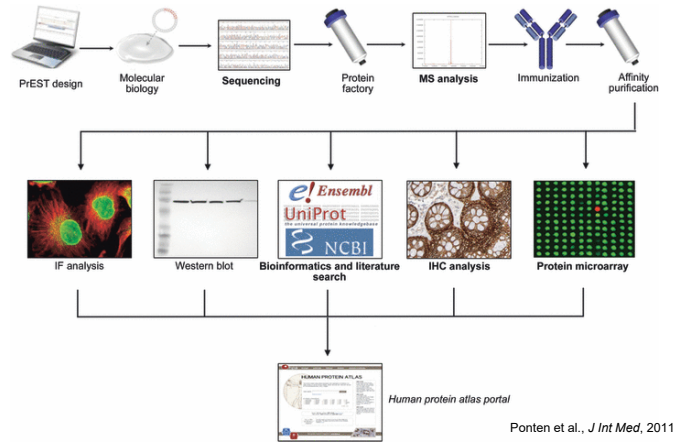 PrEST design
Molecular
biology
Sequencing
Protein
factory
MS analysis
Immunization
Affinity
purification
e! Ensembl
UniProt
the universal protein knowledgebase
NCBI
IF analysis
Western blot
Bioinformatics and literature
search
IHC analysis
Protein microarray
HUMAN PROTEIN ATLAS
Human protein atlas portal
Ponten et al., J Int Med, 2011